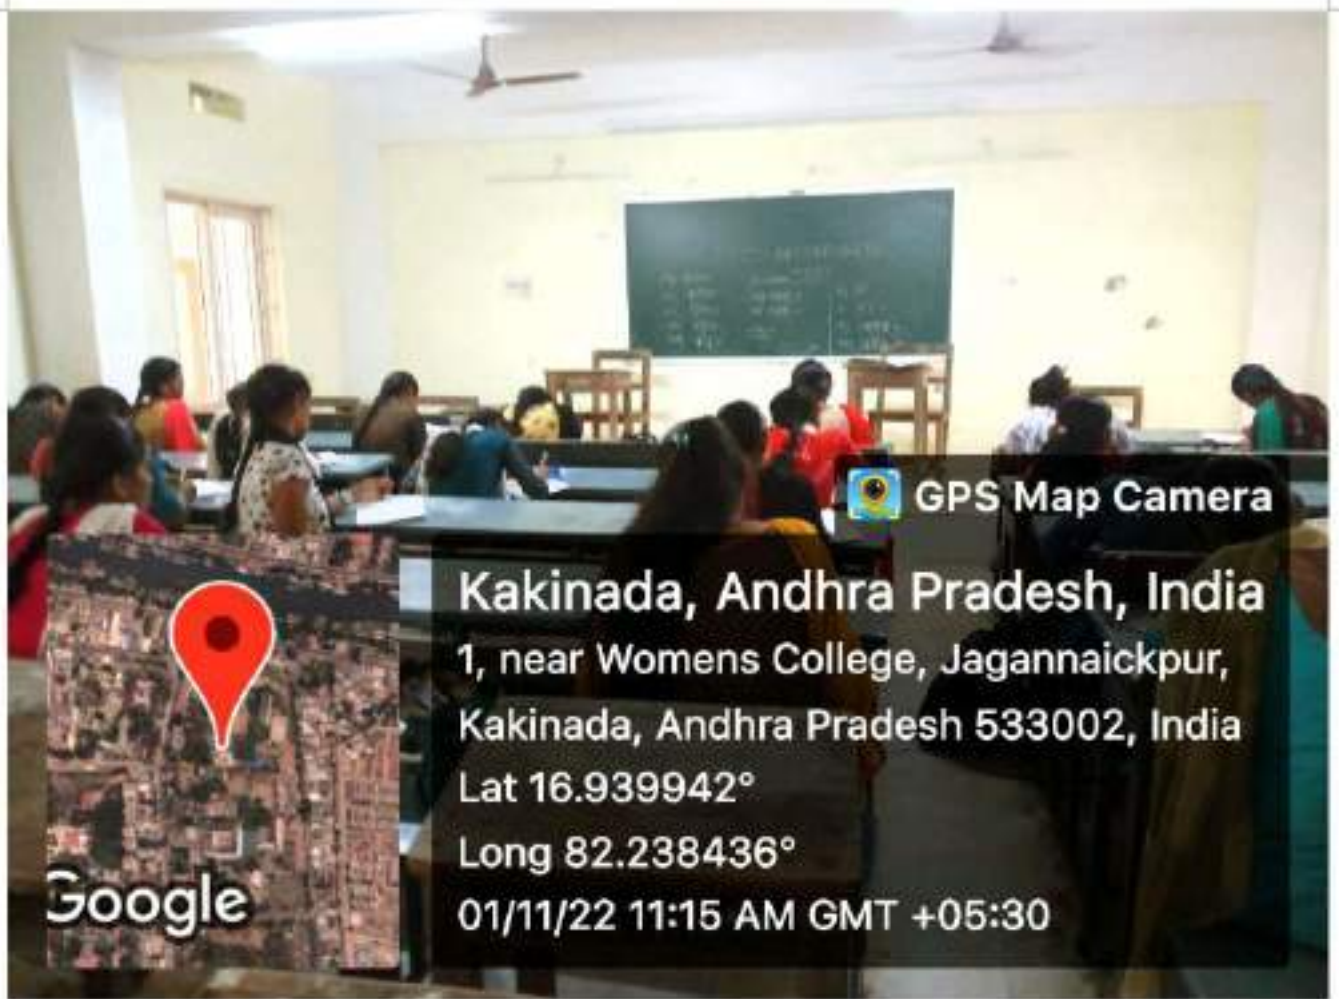 GPS Map Camera
Kakinada, Andhra Pradesh, India
1, near Womens College, Jagannaickpur,
Kakinada, Andhra Pradesh 533002, India
Lat 16.939942°
Long 82.238436°
01/11/22 11:15 AM GMT +05:30
Google